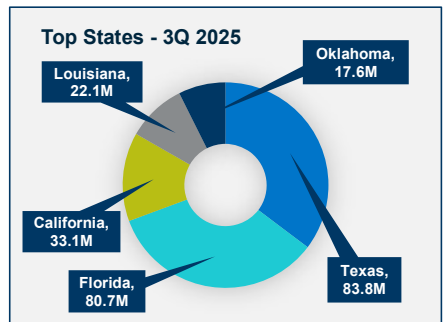 Top States - 3Q 2025
Oklahoma,
17.6M
Louisiana,
22.1M
California,
33.1M
Florida,
80.7M
Texas,
83.8M